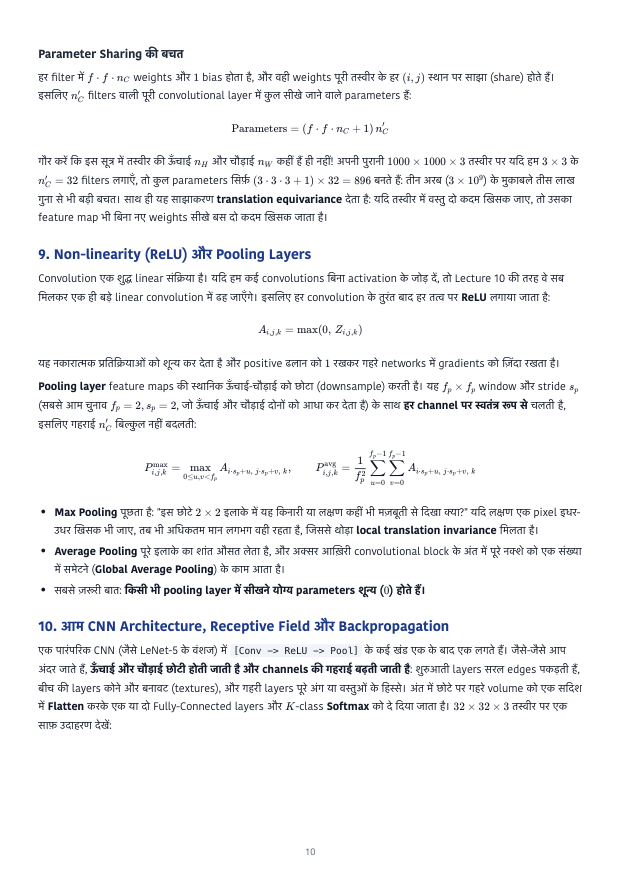 Parameter Sharing की बचत
हर filter में f · f · n_C weights और 1 bias होता है, और वही weights पूरी तस्वीर के हर (i, j) स्थान पर साझा (share) होते हैं।
इसलिए n′_C filters वाली पूरी convolutional layer में कुल सीखे जाने वाले parameters हैं:
Parameters = (f · f · n_C + 1) n′_C
गौर करें कि इस सूत्र में तस्वीर की ऊँचाई n_H और चौड़ाई n_W कहीं हैं ही नहीं! अपनी पुरानी 1000 × 1000 × 3 तस्वीर पर यदि हम 3 × 3 के
n′_C = 32 filters लगाएँ, तो कुल parameters सिर्फ़ (3 · 3 · 3 + 1) × 32 = 896 बनते हैं: तीन अरब (3 × 10⁹) के मुकाबले तीस लाख
गुना से भी बड़ी बचत। साथ ही यह साझाकरण translation equivariance देता है: यदि तस्वीर में वस्तु दो कदम खिसक जाए, तो उसका
feature map भी बिना नए weights सीखे बस दो कदम खिसक जाता है।
9. Non-linearity (ReLU) और Pooling Layers
Convolution एक शुद्ध linear संक्रिया है। यदि हम कई convolutions बिना activation के जोड़ दें, तो Lecture 10 की तरह वे सब
मिलकर एक ही बड़े linear convolution में ढह जाएँगे। इसलिए हर convolution के तुरंत बाद हर तत्व पर ReLU लगाया जाता है:
A_{i,j,k} = max(0, Z_{i,j,k})
यह नकारात्मक प्रतिक्रियाओं को शून्य कर देता है और positive ढलान को 1 रखकर गहरे networks में gradients को ज़िंदा रखता है।
Pooling layer feature maps की स्थानिक ऊँचाई-चौड़ाई को छोटा (downsample) करती है। यह f_p × f_p window और stride s_p
(सबसे आम चुनाव f_p = 2, s_p = 2, जो ऊँचाई और चौड़ाई दोनों को आधा कर देता है) के साथ हर channel पर स्वतंत्र रूप से चलती है,
इसलिए गहराई n′_C बिल्कुल नहीं बदलती:
P^{max}_{i,j,k} = max_{0≤u,v<f_p} A_{i·s_p+u, j·s_p+v, k}, P^{avg}_{i,j,k} = \frac{1}{f_p^2} \sum_{u=0}^{f_p−1} \sum_{v=0}^{f_p−1} A_{i·s_p+u, j·s_p+v, k}
• Max Pooling पूछता है: "इस छोटे 2 × 2 इलाके में यह किनारा या लक्षण कहीं भी मज़बूती से दिखा क्या?" यदि लक्षण एक pixel इधर-
उधर खिसक भी जाए, तब भी अधिकतम मान लगभग वही रहता है, जिससे थोड़ा local translation invariance मिलता है।
• Average Pooling पूरे इलाके का शांत औसत लेता है, और अक्सर आख़िरी convolutional block के अंत में पूरे नक्शे को एक संख्या
में समेटने (Global Average Pooling) के काम आता है।
• सबसे ज़रूरी बात: किसी भी pooling layer में सीखने योग्य parameters शून्य (0) होते हैं।
10. आम CNN Architecture, Receptive Field और Backpropagation
एक पारंपरिक CNN (जैसे LeNet-5 के वंशज) में [Conv -> ReLU -> Pool] के कई खंड एक के बाद एक लगते हैं। जैसे-जैसे आप
अंदर जाते हैं, ऊँचाई और चौड़ाई छोटी होती जाती है और channels की गहराई बढ़ती जाती है: शुरुआती layers सरल edges पकड़ती हैं,
बीच की layers कोने और बनावट (textures), और गहरी layers पूरे अंग या वस्तुओं के हिस्से। अंत में छोटे पर गहरे volume को एक सदिश
में Flatten करके एक या दो Fully-Connected layers और K-class Softmax को दे दिया जाता है। 32 × 32 × 3 तस्वीर पर एक
साफ़ उदाहरण देखें:
10